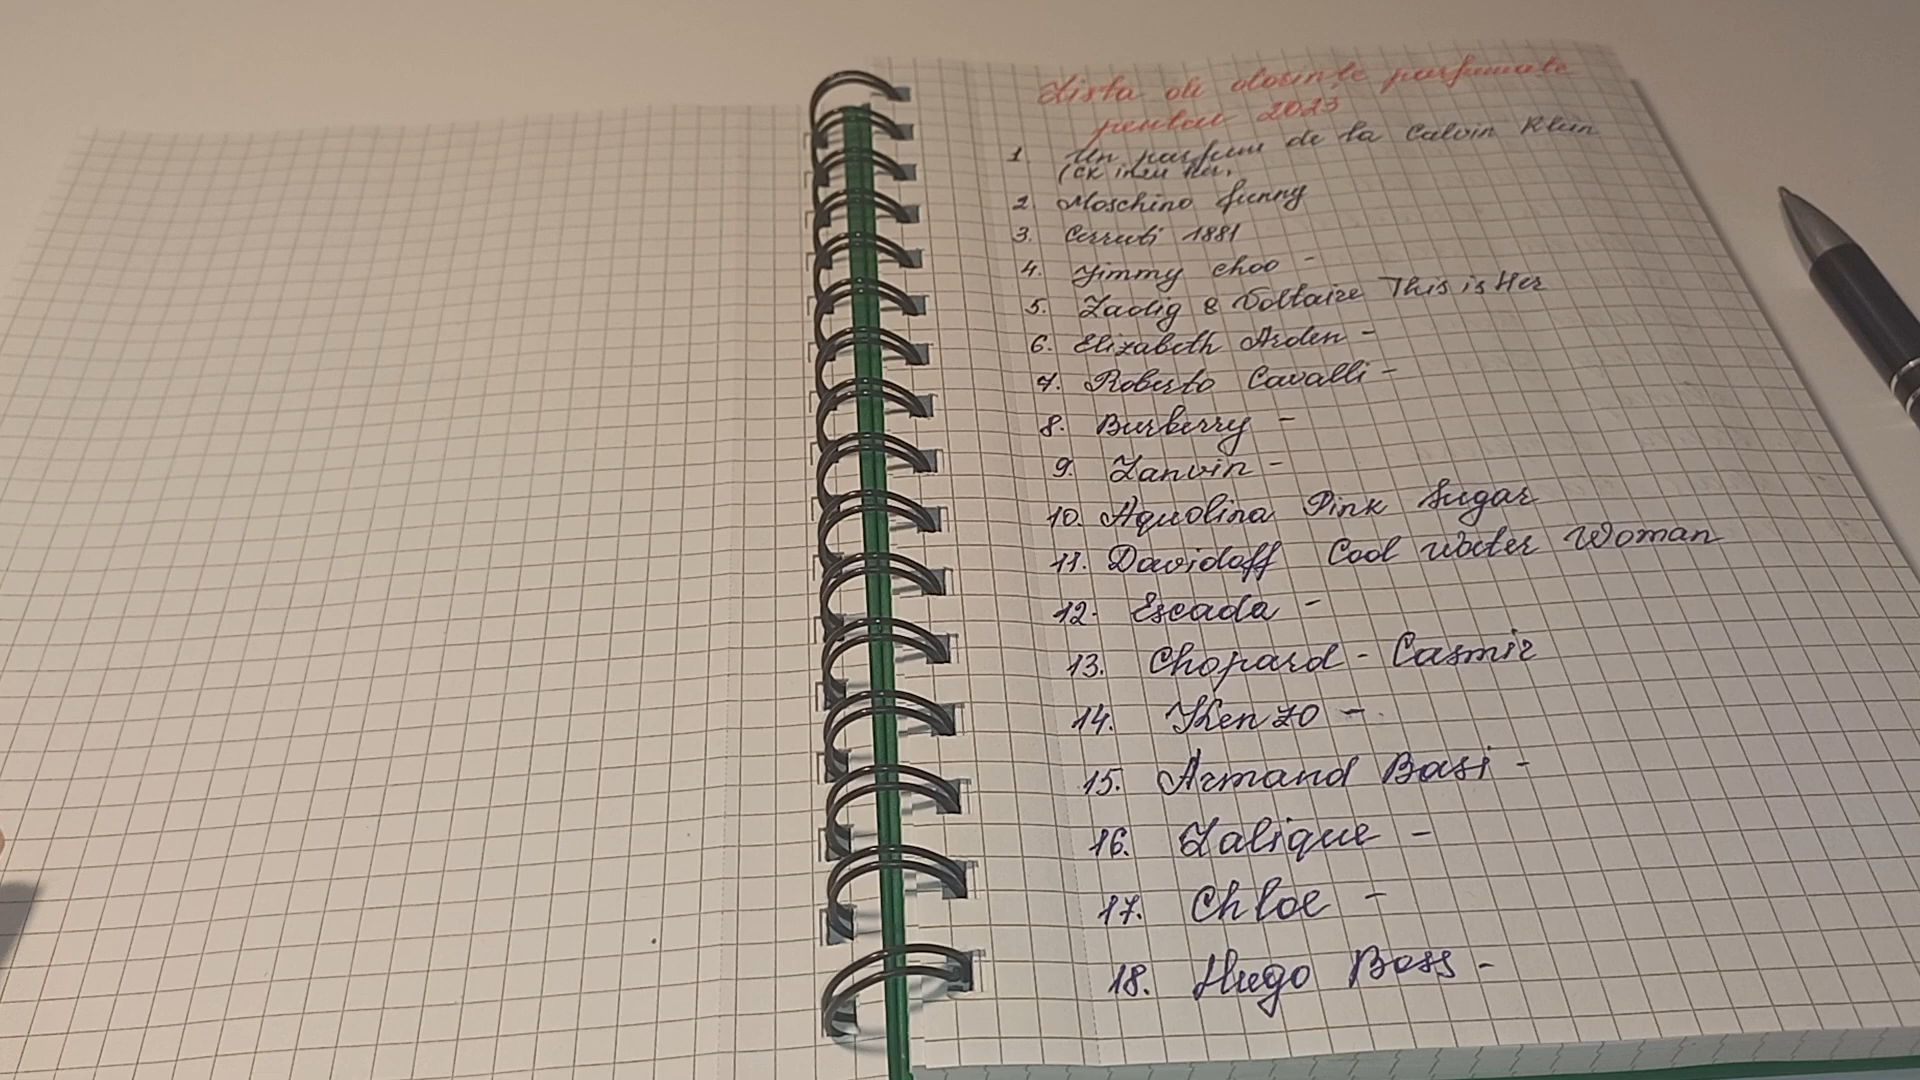 Lista de dorințe parfumate
pentru 2023
1. Un parfum de la Calvin Klein
(CK in2u her,
2. Moschino funny
3. Cerruti 1881
4. Jimmy choo -
5. Zadig & Voltaire This is Her
6. Elizabeth Arden -
7. Roberto Cavalli -
8. Burberry -
9. Lanvin -
10. Aquolina Pink Sugar
11. Davidoff Cool Water Woman
12. Escada -
13. Chopard - Casmir
14. Kenzo -
15. Armand Basi -
16. Lalique -
17. Chloe -
18. Hugo Boss -